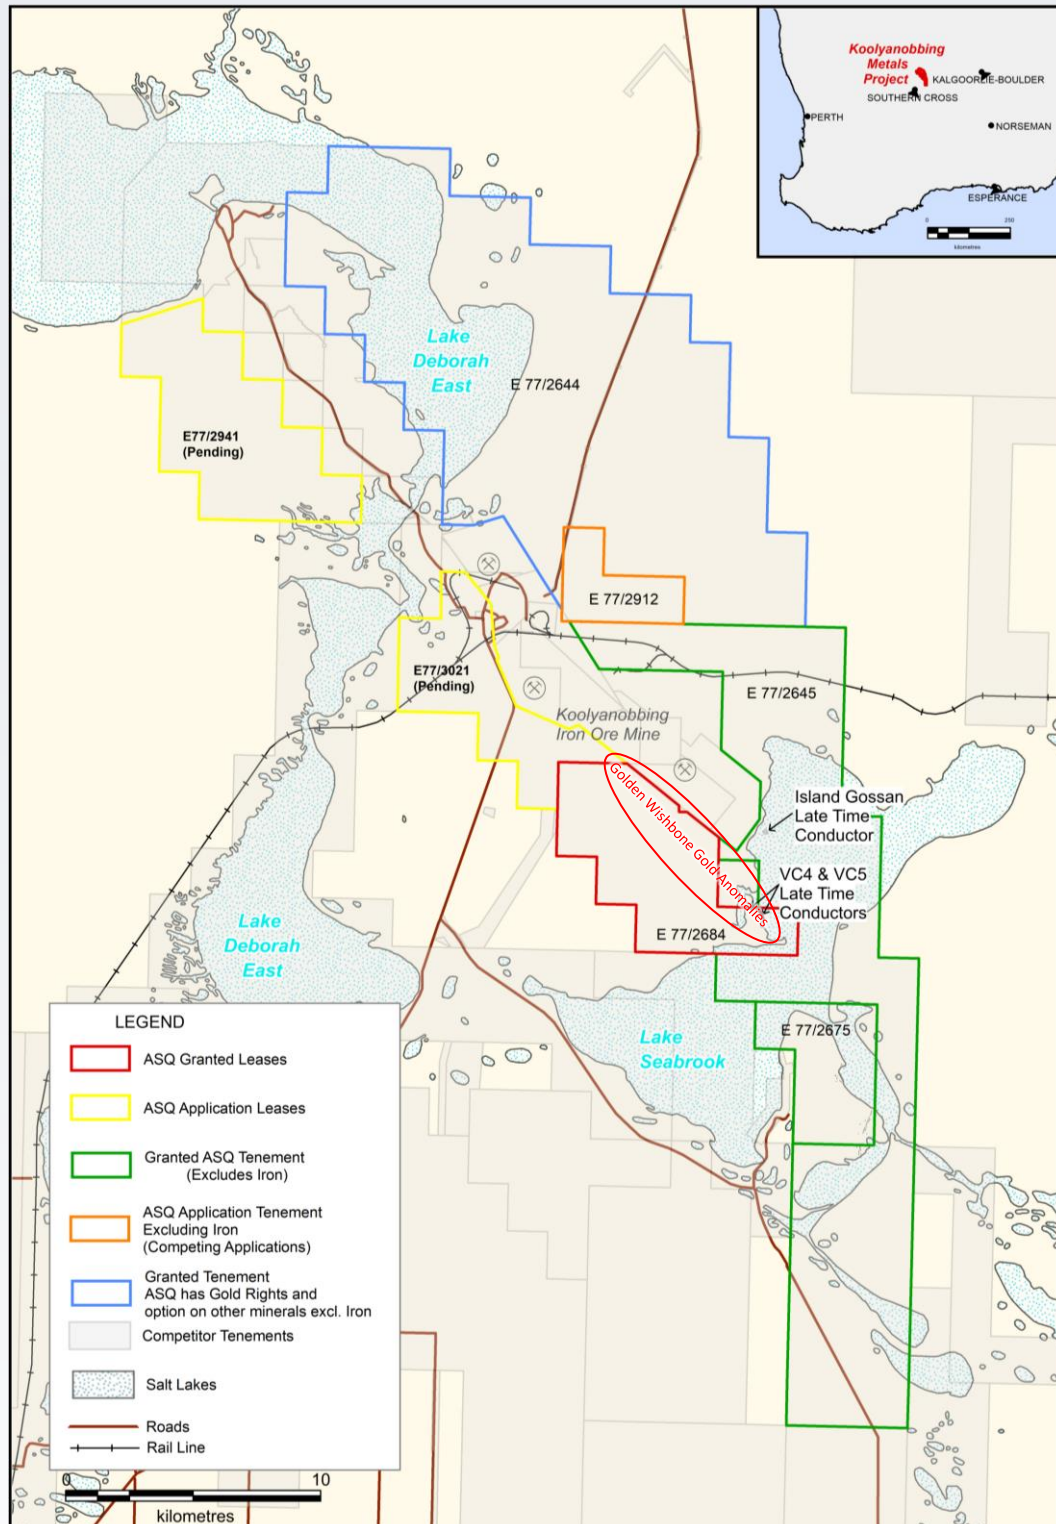 Koolyanobbing
Metals
Project
KALGOORLIE-BOULDER
SOUTHERN CROSS
PERTH
NORSEMAN
ESPERANCE
0 250
kilometres
Lake
Deborah
East
E 77/2644
E77/2941
(Pending)
E 77/2912
E77/3021
(Pending)
E 77/2645
Koolyanobbing
Iron Ore Mine
Golden Wishbone Gold Anomalies
Island Gossan
Late Time
Conductor
VC4 & VC5
Late Time
Conductors
E 77/2684
Lake
Deborah
East
Lake
Seabrook
E 77/2675
LEGEND
ASQ Granted Leases
ASQ Application Leases
Granted ASQ Tenement
(Excludes Iron)
ASQ Application Tenement
Excluding Iron
(Competing Applications)
Granted Tenement
ASQ has Gold Rights and
option on other minerals excl. Iron
Competitor Tenements
Salt Lakes
Roads
Rail Line
0 10
kilometres